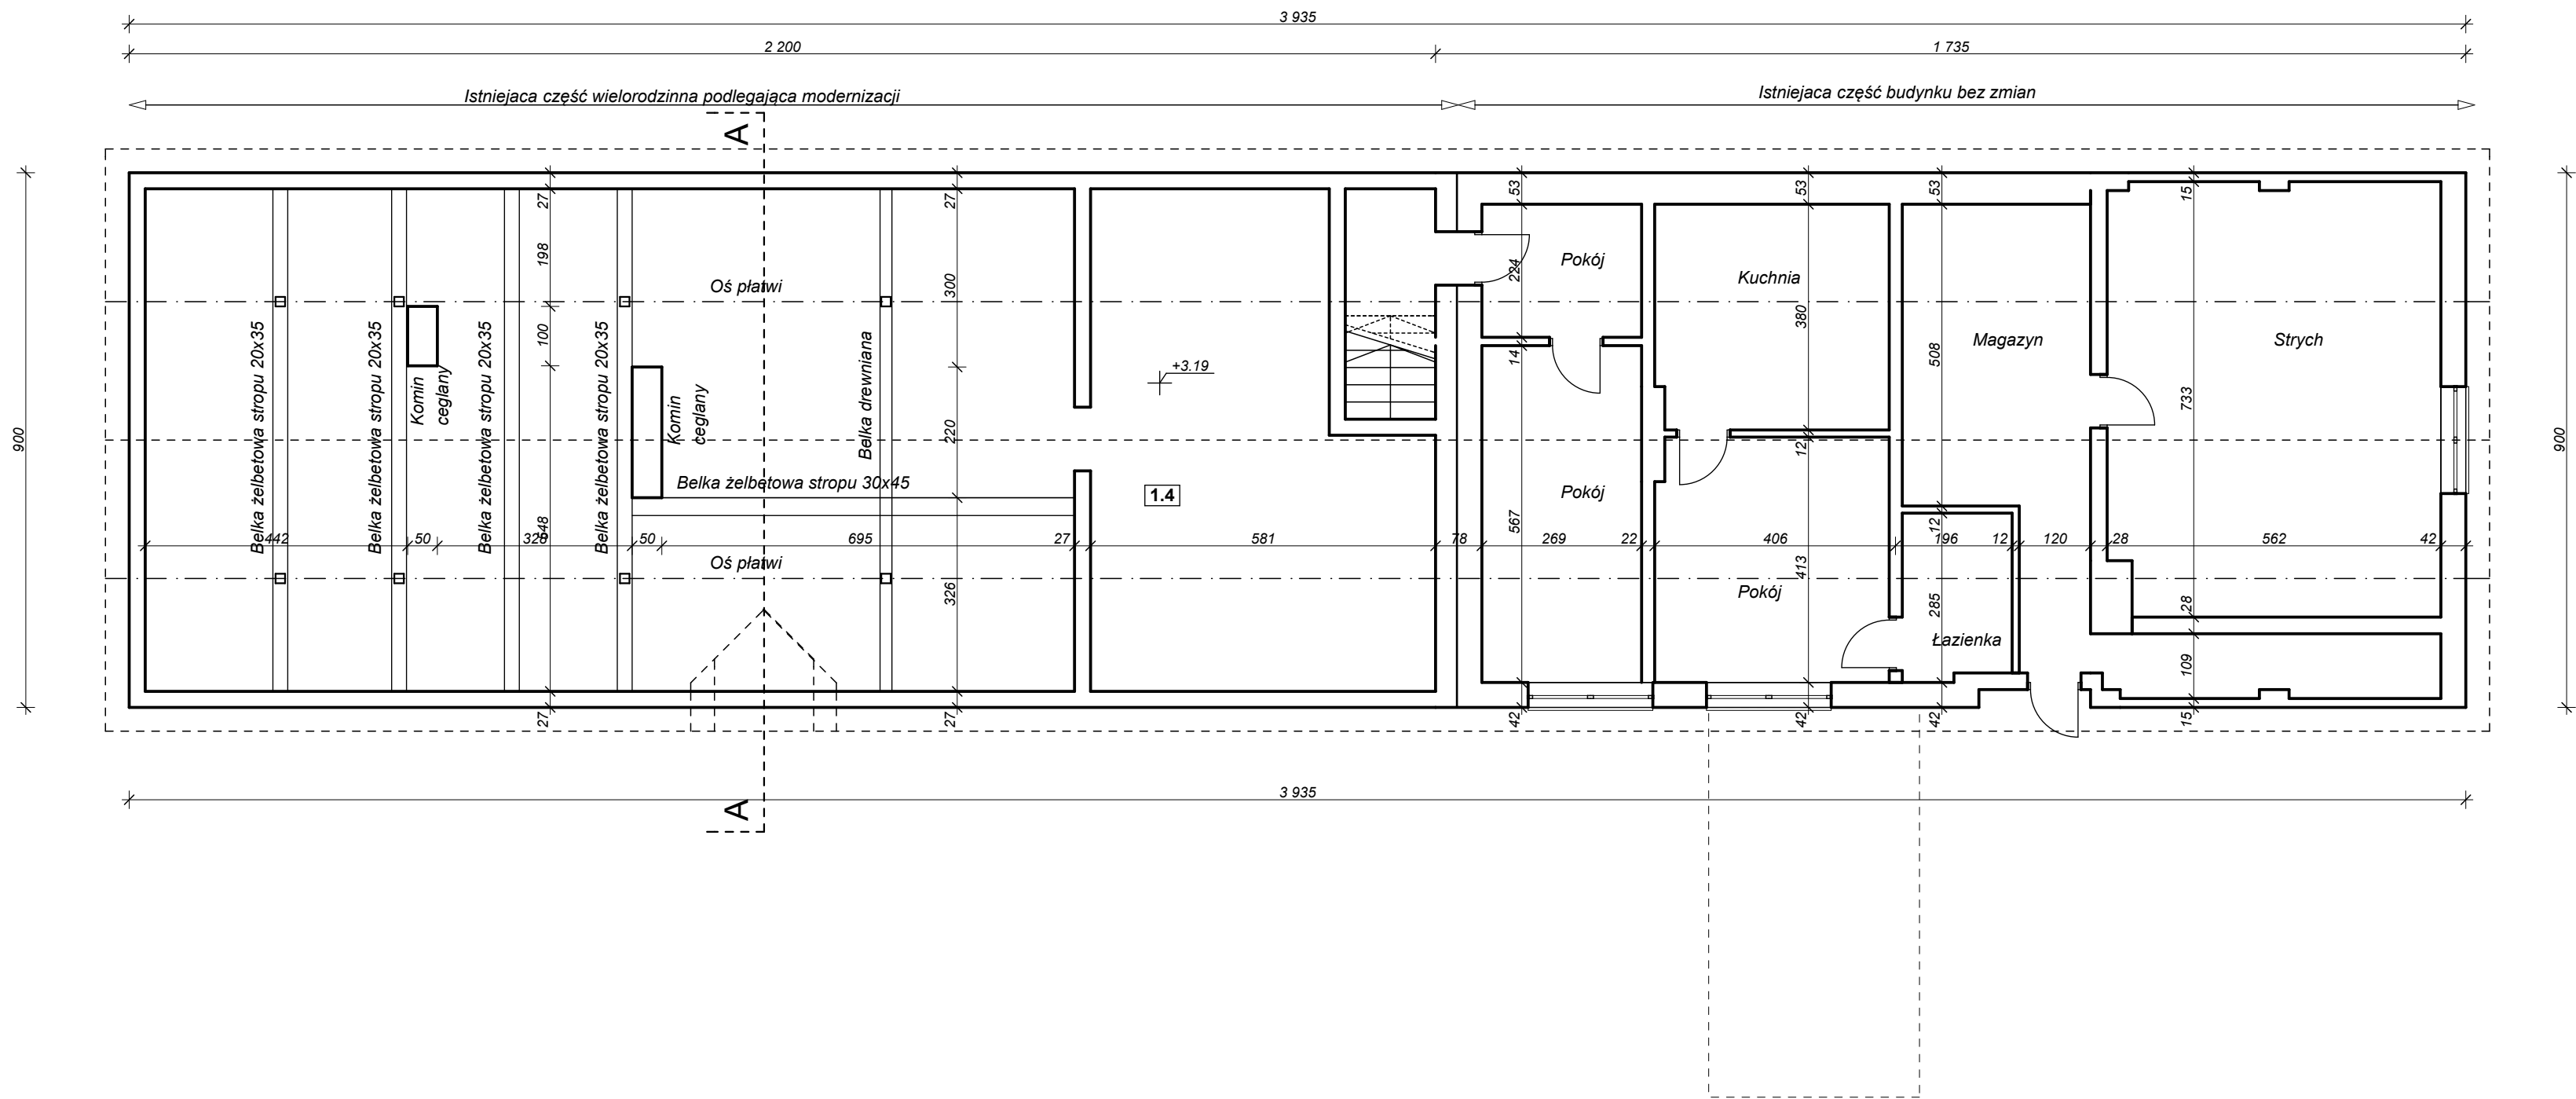 3 935
2 200
1 735
Istniejaca część wielorodzinna podlegająca modernizacji
Istniejaca część budynku bez zmian
A
900
900
27
198
100
548
27
27
300
220
326
27
53
224
14
567
42
53
380
12
413
42
53
508
12
285
42
15
733
28
109
15
Oś płatwi
Pokój
Kuchnia
Magazyn
Strych
Belka żelbetowa stropu 20x35
Belka żelbetowa stropu 20x35
Komin
ceglany
Belka żelbetowa stropu 20x35
Belka żelbetowa stropu 20x35
Komin
ceglany
Belka drewniana
+3.19
Belka żelbetowa stropu 30x45
1.4
Pokój
442
50
328
50
695
27
581
78
269
22
406
196
12
120
28
562
42
Oś płatwi
Pokój
Łazienka
A
3 935